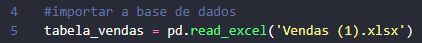 4 #importar a base de dados
5 tabela_vendas = pd.read_excel('Vendas (1).xlsx')